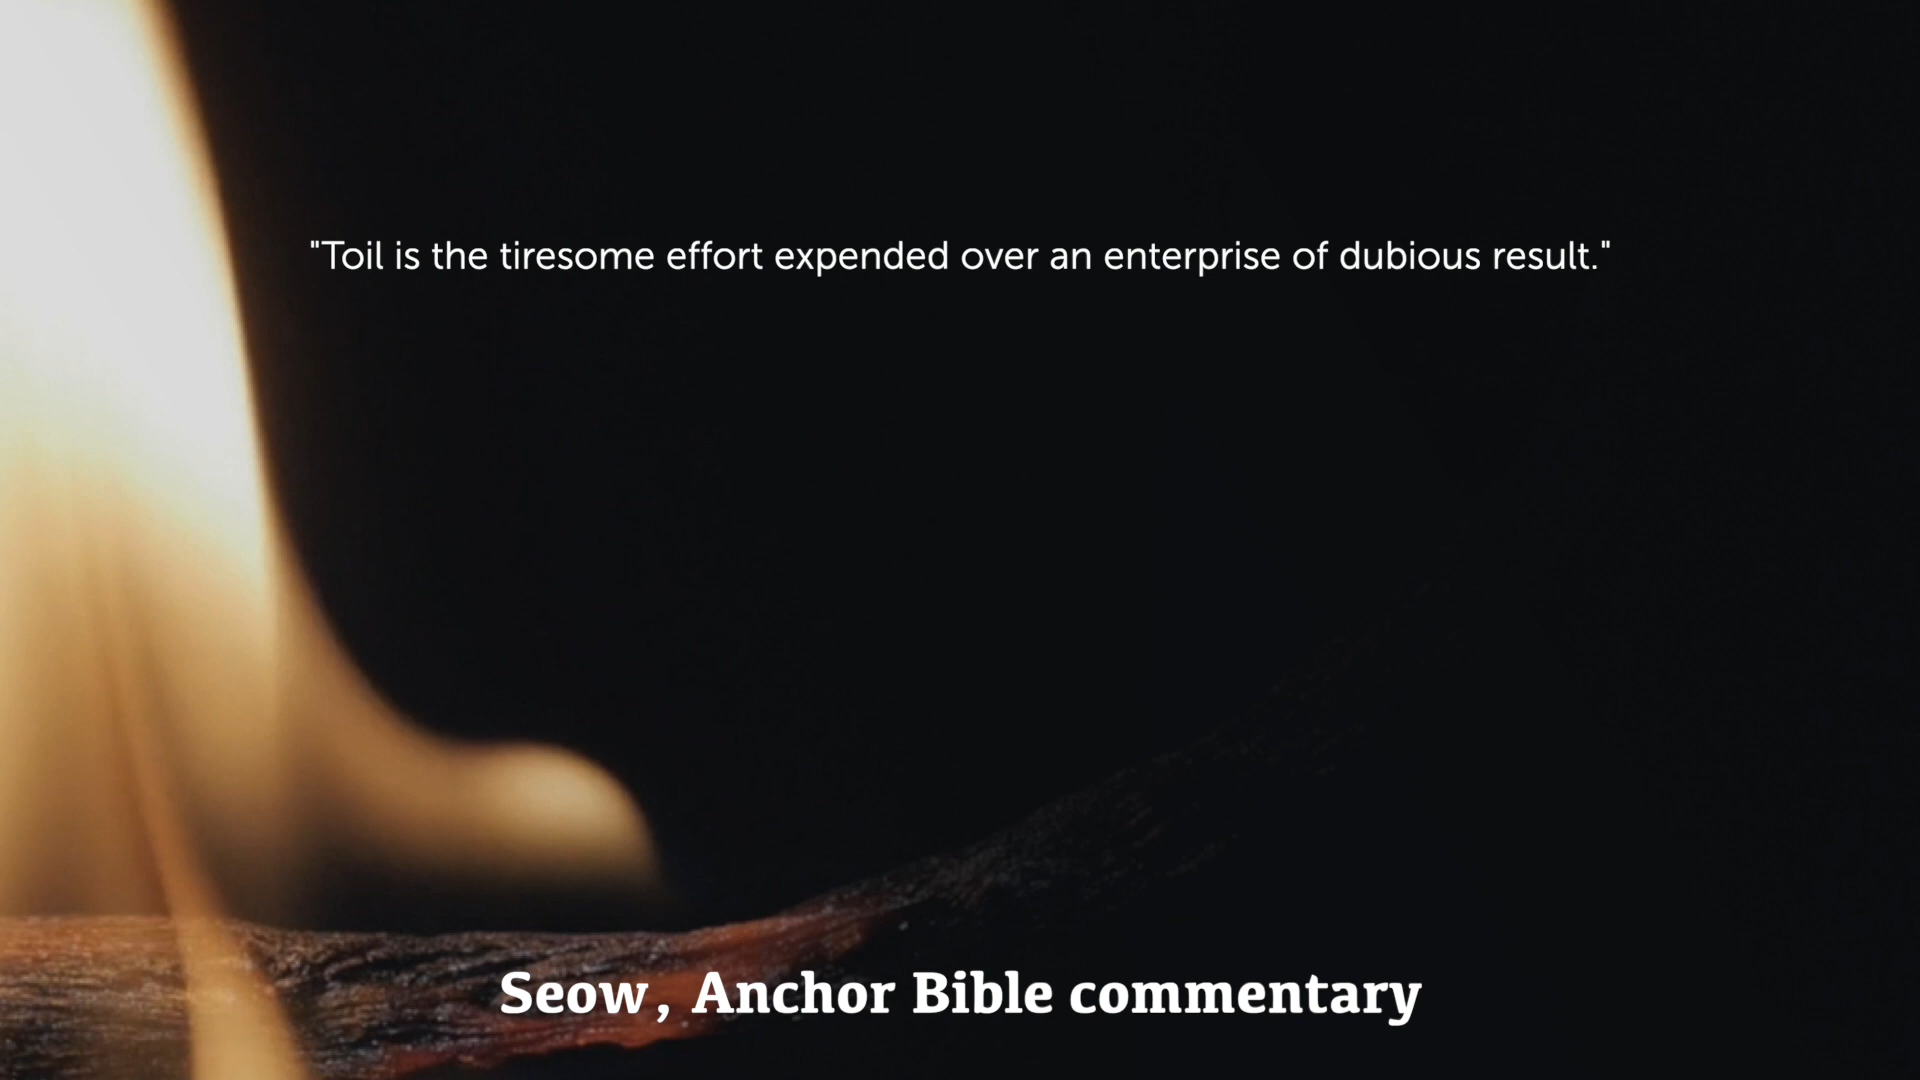 "Toil is the tiresome effort expended over an enterprise of dubious result."
Seow, Anchor Bible commentary